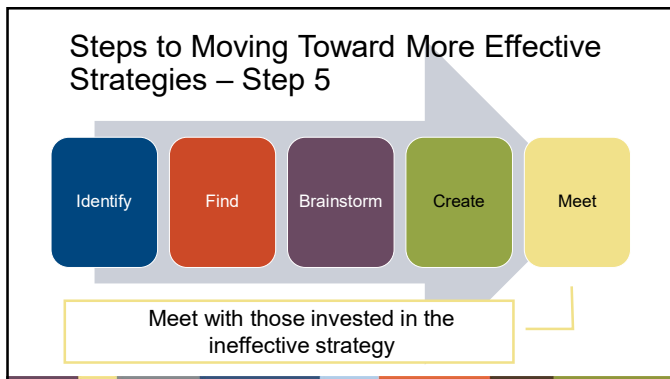 Steps to Moving Toward More Effective
Strategies – Step 5
Identify
Find
Brainstorm
Create
Meet
Meet with those invested in the
ineffective strategy